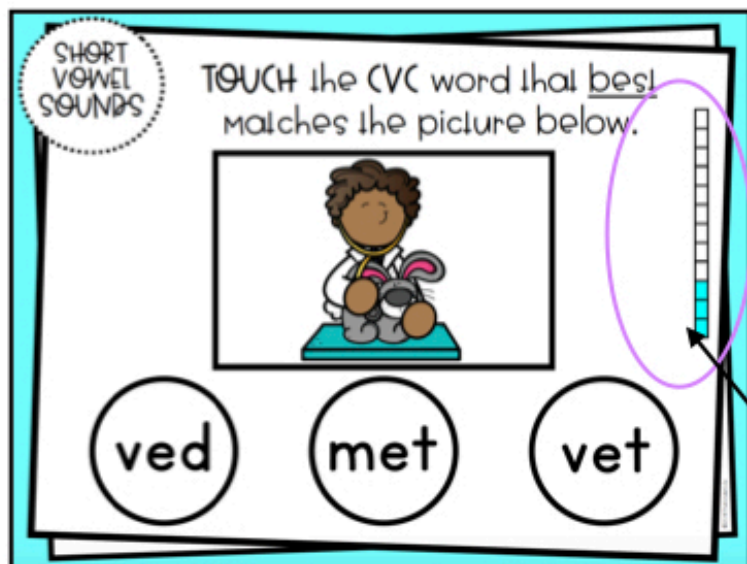 SHORT
VOWEL
SOUNDS
TOUCH the CVC word that best
matches the picture below.
ved
met
vet